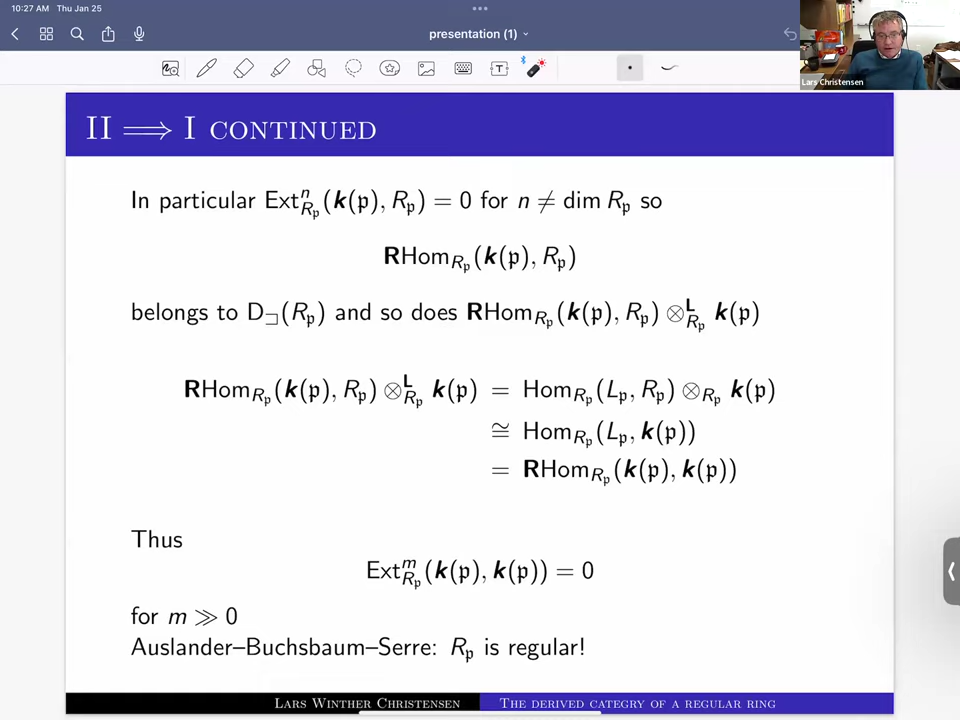 10:27 AM Thu Jan 25
presentation (1)
Lars Christensen
II ⟹ I CONTINUED
In particular Ext^n_{R_𝔭}(k(𝔭), R_𝔭) = 0 for n ≠ dim R_𝔭 so
RHom_{R_𝔭}(k(𝔭), R_𝔭)
belongs to D_⊐(R_𝔭) and so does RHom_{R_𝔭}(k(𝔭), R_𝔭) ⊗^L_{R_𝔭} k(𝔭)
RHom_{R_𝔭}(k(𝔭), R_𝔭) ⊗^L_{R_𝔭} k(𝔭) = Hom_{R_𝔭}(L_𝔭, R_𝔭) ⊗_{R_𝔭} k(𝔭)
≅ Hom_{R_𝔭}(L_𝔭, k(𝔭))
= RHom_{R_𝔭}(k(𝔭), k(𝔭))
Thus
Ext^m_{R_𝔭}(k(𝔭), k(𝔭)) = 0
for m ≫ 0
Auslander–Buchsbaum–Serre: R_𝔭 is regular!
LARS WINTHER CHRISTENSEN THE DERIVED CATEGRY OF A REGULAR RING